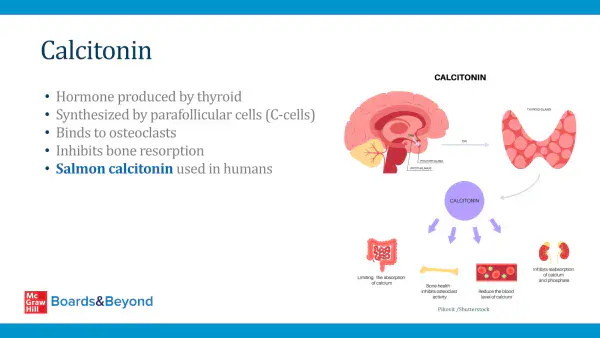 Calcitonin
• Hormone produced by thyroid
• Synthesized by parafollicular cells (C-cells)
• Binds to osteoclasts
• Inhibits bone resorption
• Salmon calcitonin used in humans
CALCITONIN
THYROID GLAND
CALCITONIN
Limiting the absorption
of calcium
Bone health
inhibits osteoclast
activity
Reduce the blood
level of calcium
Inhibits reabsorption
of calcium
and phosphate
Pikovit /Shutterstock
Mc
Graw
Hill
Boards&Beyond